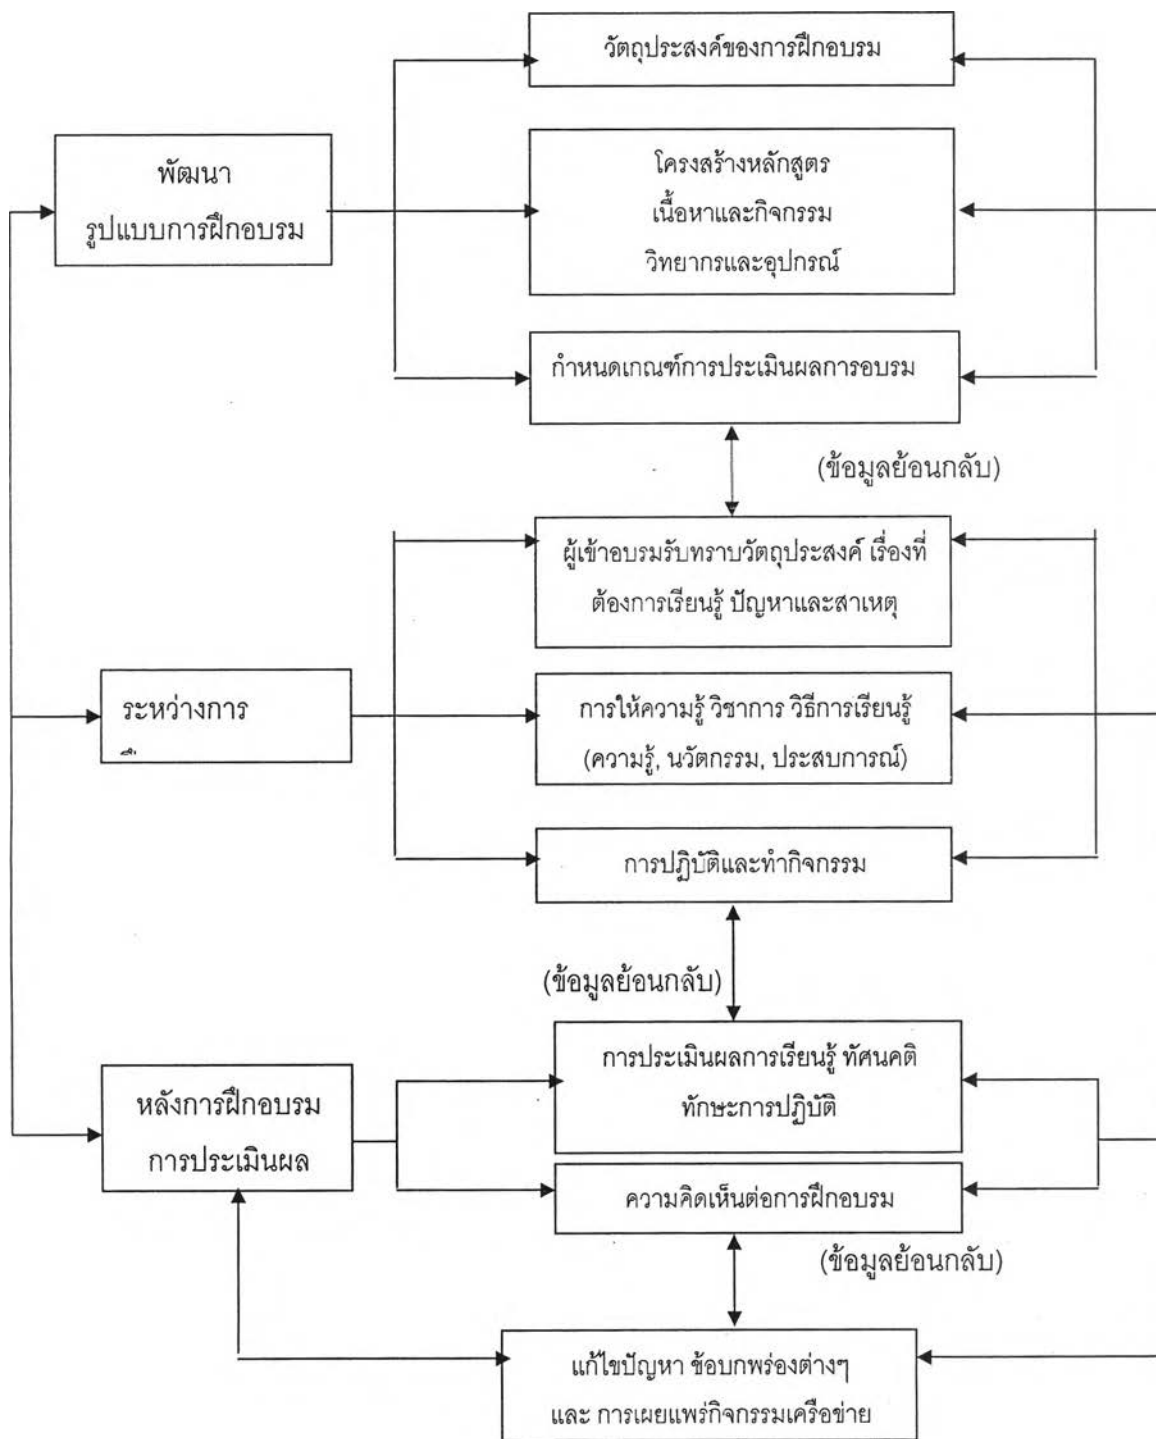 วัตถุประสงค์ของการฝึกอบรม
พัฒนา
รูปแบบการฝึกอบรม
โครงสร้างหลักสูตร
เนื้อหาและกิจกรรม
วิทยากรและอุปกรณ์
กำหนดเกณฑ์การประเมินผลการอบรม
(ข้อมูลย้อนกลับ)
ผู้เข้าอบรมรับทราบวัตถุประสงค์ เรื่องที่
ต้องการเรียนรู้ ปัญหาและสาเหตุ
ระหว่างการ
การให้ความรู้ วิชาการ วิธีการเรียนรู้
(ความรู้, นวัตกรรม, ประสบการณ์)
การปฏิบัติและทำกิจกรรม
(ข้อมูลย้อนกลับ)
หลังการฝึกอบรม
การประเมินผล
การประเมินผลการเรียนรู้ ทัศนคติ
ทักษะการปฏิบัติ
ความคิดเห็นต่อการฝึกอบรม
(ข้อมูลย้อนกลับ)
แก้ไขปัญหา ข้อบกพร่องต่างๆ
และ การเผยแพร่กิจกรรมเครือข่าย